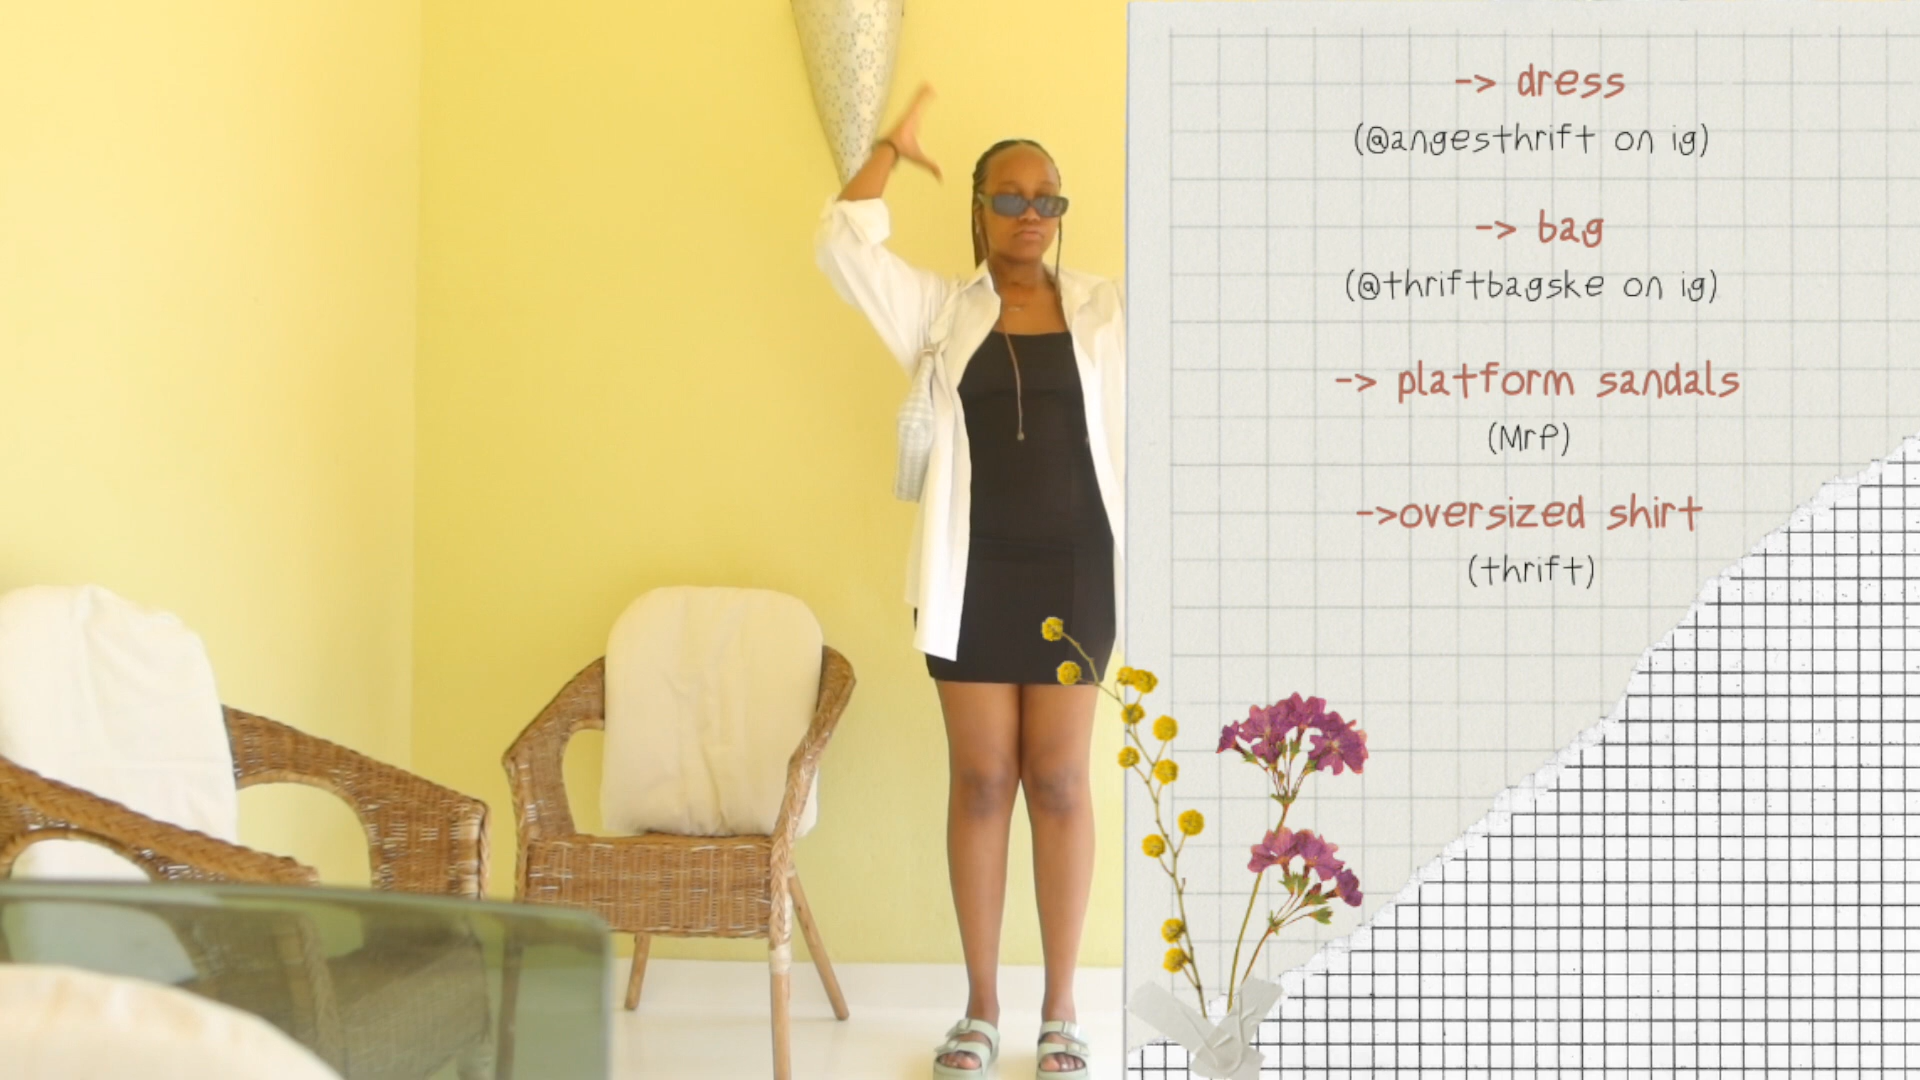 -> dress
(@angesthrift on ig)
-> bag
(@thriftbagske on ig)
-> platform sandals
(MrP)
->oversized shirt
(thrift)